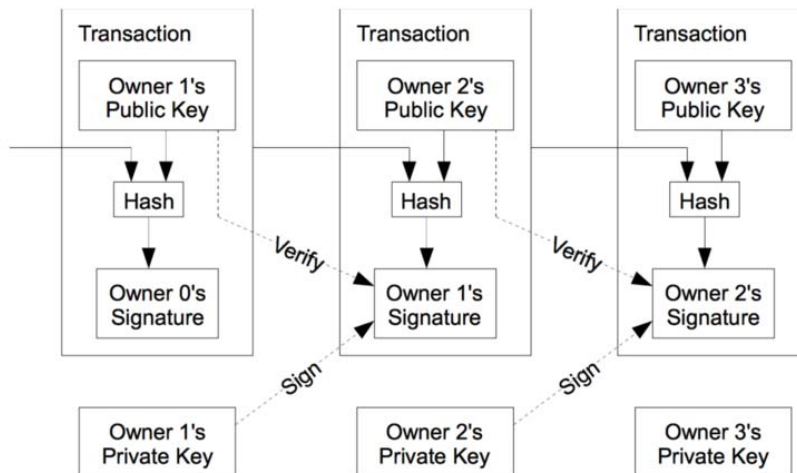 Transaction
Owner 1's
Public Key
Hash
Owner 0's
Signature
Transaction
Owner 2's
Public Key
Hash
Verify
Owner 1's
Signature
Sign
Transaction
Owner 3's
Public Key
Hash
Verify
Owner 2's
Signature
Sign
Owner 1's
Private Key
Owner 2's
Private Key
Owner 3's
Private Key